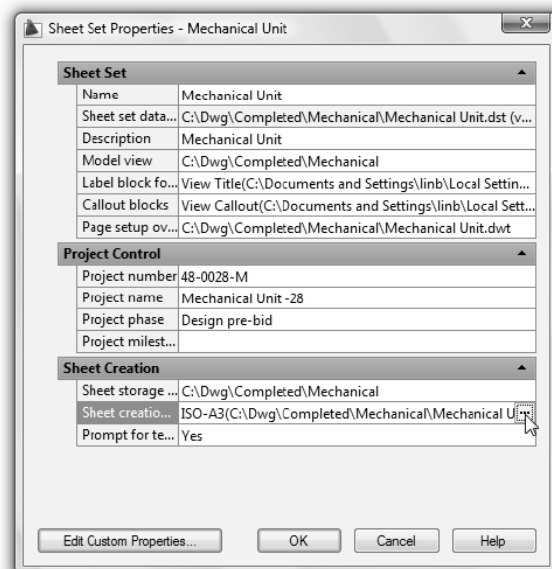 Sheet Set Properties - Mechanical Unit
Sheet Set
Name Mechanical Unit
Sheet set data... C:\Dwg\Completed\Mechanical\Mechanical Unit.dst (v...
Description Mechanical Unit
Model view C:\Dwg\Completed\Mechanical
Label block fo... View Title(C:\Documents and Settings\linb\Local Settin...
Callout blocks View Callout(C:\Documents and Settings\linb\Local Sett...
Page setup ov... C:\Dwg\Completed\Mechanical\Mechanical Unit.dwt
Project Control
Project number 48-0028-M
Project name Mechanical Unit -28
Project phase Design pre-bid
Project milest...
Sheet Creation
Sheet storage ... C:\Dwg\Completed\Mechanical
Sheet creatio... ISO-A3(C:\Dwg\Completed\Mechanical\Mechanical U ...
Prompt for te... Yes
Edit Custom Properties... OK Cancel Help